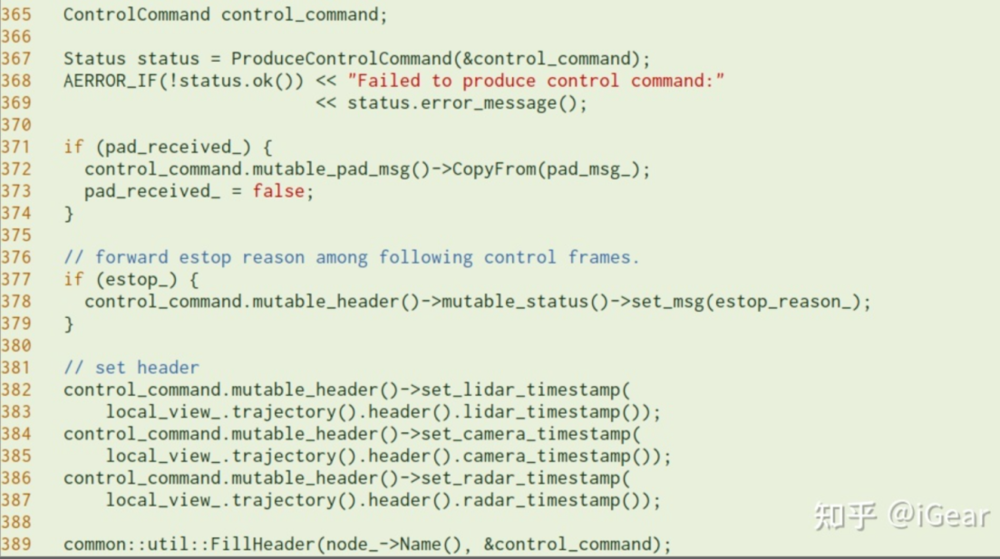 365 ControlCommand control_command;
366
367 Status status = ProduceControlCommand(&control_command);
368 AERROR_IF(!status.ok()) << "Failed to produce control command:"
369 << status.error_message();
370
371 if (pad_received_) {
372 control_command.mutable_pad_msg()->CopyFrom(pad_msg_);
373 pad_received_ = false;
374 }
375
376 // forward estop reason among following control frames.
377 if (estop_) {
378 control_command.mutable_header()->mutable_status()->set_msg(estop_reason_);
379 }
380
381 // set header
382 control_command.mutable_header()->set_lidar_timestamp(
383 local_view_.trajectory().header().lidar_timestamp());
384 control_command.mutable_header()->set_camera_timestamp(
385 local_view_.trajectory().header().camera_timestamp());
386 control_command.mutable_header()->set_radar_timestamp(
387 local_view_.trajectory().header().radar_timestamp());
388
389 common::util::FillHeader(node_->Name(), &control_command);
知乎 @iGear